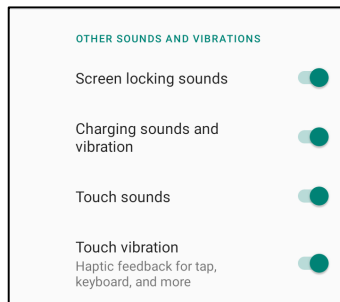 OTHER SOUNDS AND VIBRATIONS
Screen locking sounds
Charging sounds and
vibration
Touch sounds
Touch vibration
Haptic feedback for tap,
keyboard, and more